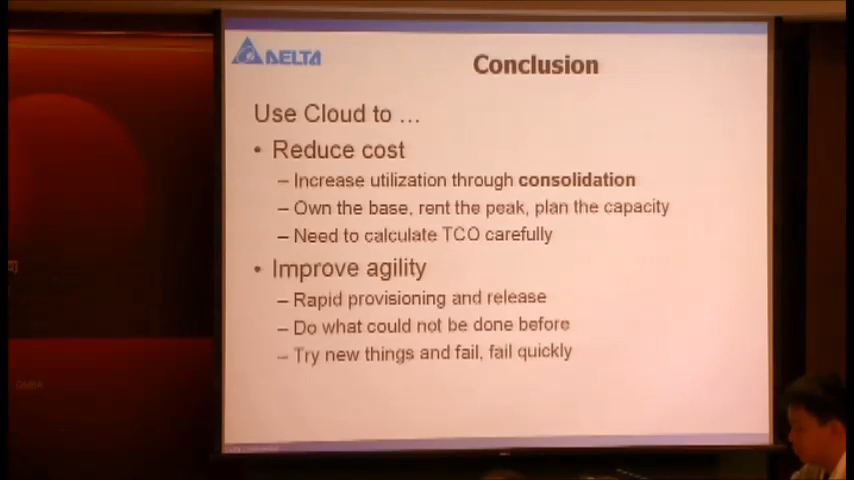 DELTA
Conclusion
Use Cloud to ...
• Reduce cost
– Increase utilization through consolidation
– Own the base, rent the peak, plan the capacity
– Need to calculate TCO carefully
• Improve agility
– Rapid provisioning and release
– Do what could not be done before
– Try new things and fail, fail quickly